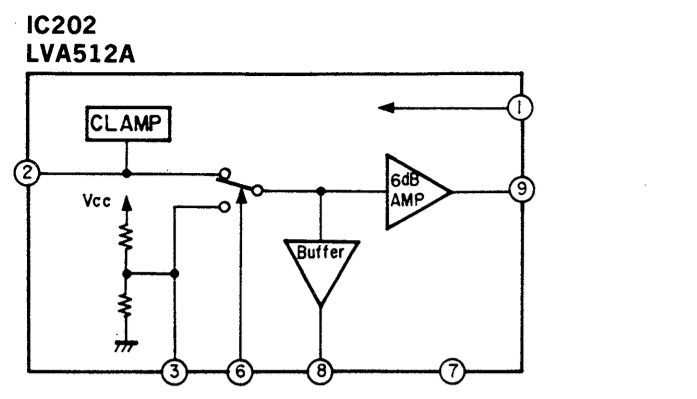 IC202
LVA512A
1
CLAMP
2
Vcc
6dB
AMP
9
Buffer
3
6
8
7